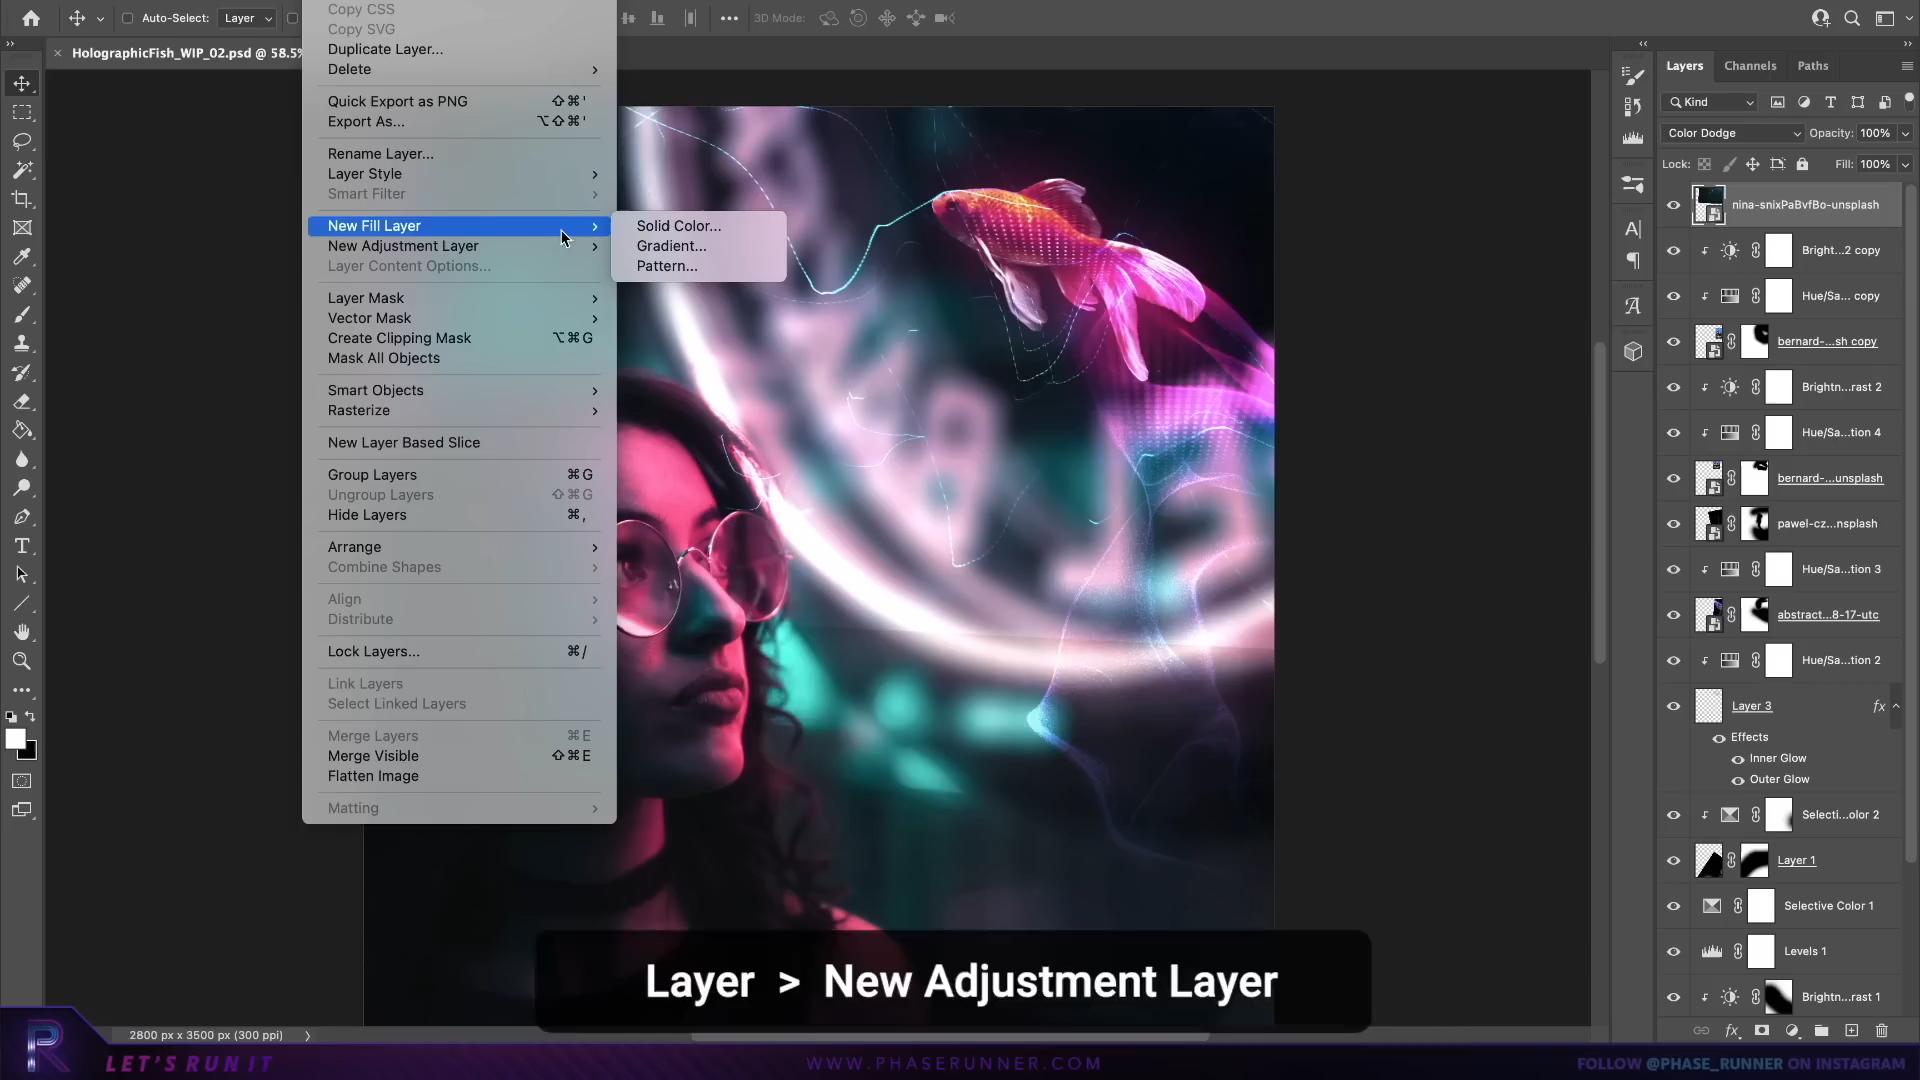 Auto-Select:
Layer
3D Mode:
HolographicFish_WIP_02.psd @ 58.5%
Copy CSS
Copy SVG
Duplicate Layer...
Delete
Quick Export as PNG ⇧⌘'
Export As... ⌥⇧⌘'
Rename Layer...
Layer Style
Smart Filter
New Fill Layer
New Adjustment Layer
Layer Content Options...
Layer Mask
Vector Mask
Create Clipping Mask ⌥⌘G
Mask All Objects
Smart Objects
Rasterize
New Layer Based Slice
Group Layers ⌘G
Ungroup Layers ⇧⌘G
Hide Layers ⌘,
Arrange
Combine Shapes
Align
Distribute
Lock Layers... ⌘/
Link Layers
Select Linked Layers
Merge Layers ⌘E
Merge Visible ⇧⌘E
Flatten Image
Matting
Solid Color...
Gradient...
Pattern...
Layers Channels Paths
Kind
Color Dodge Opacity: 100%
Lock: Fill: 100%
nina-snixPaBvfBo-unsplash
Bright...2 copy
Hue/Sa... copy
bernard-...sh copy
Brightn...rast 2
Hue/Sa...tion 4
bernard-...unsplash
pawel-cz...nsplash
Hue/Sa...tion 3
abstract...8-17-utc
Hue/Sa...tion 2
Layer 3 fx
Effects
Inner Glow
Outer Glow
Selecti...olor 2
Layer 1
Selective Color 1
Levels 1
Brightn...rast 1
Layer > New Adjustment Layer
2800 px x 3500 px (300 ppi)
LET'S RUN IT
WWW.PHASERUNNER.COM
FOLLOW @PHASE_RUNNER ON INSTAGRAM